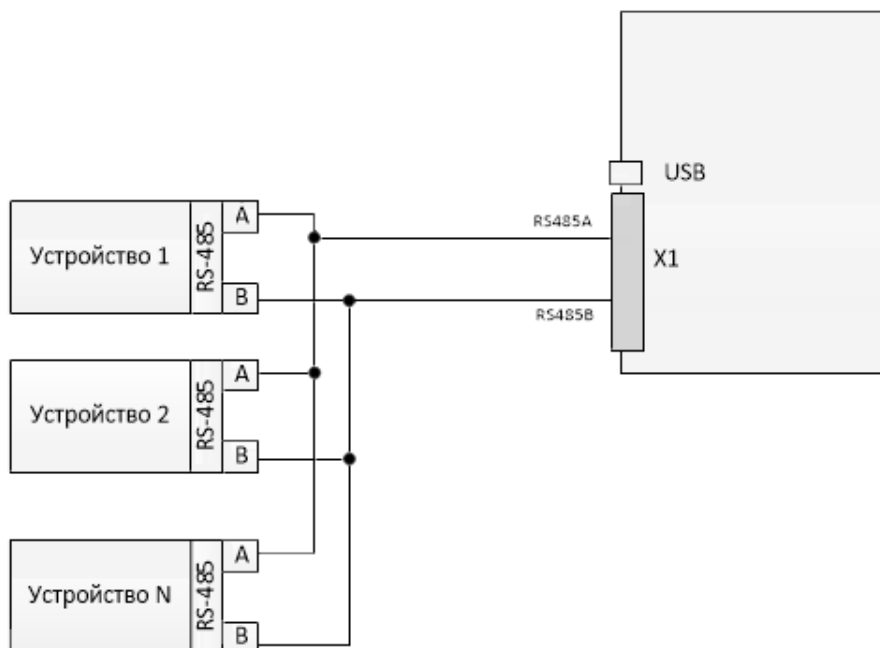 USB
RS485A
X1
RS485B
Устройство 1
RS-485
A
B
Устройство 2
RS-485
A
B
Устройство N
RS-485
A
B